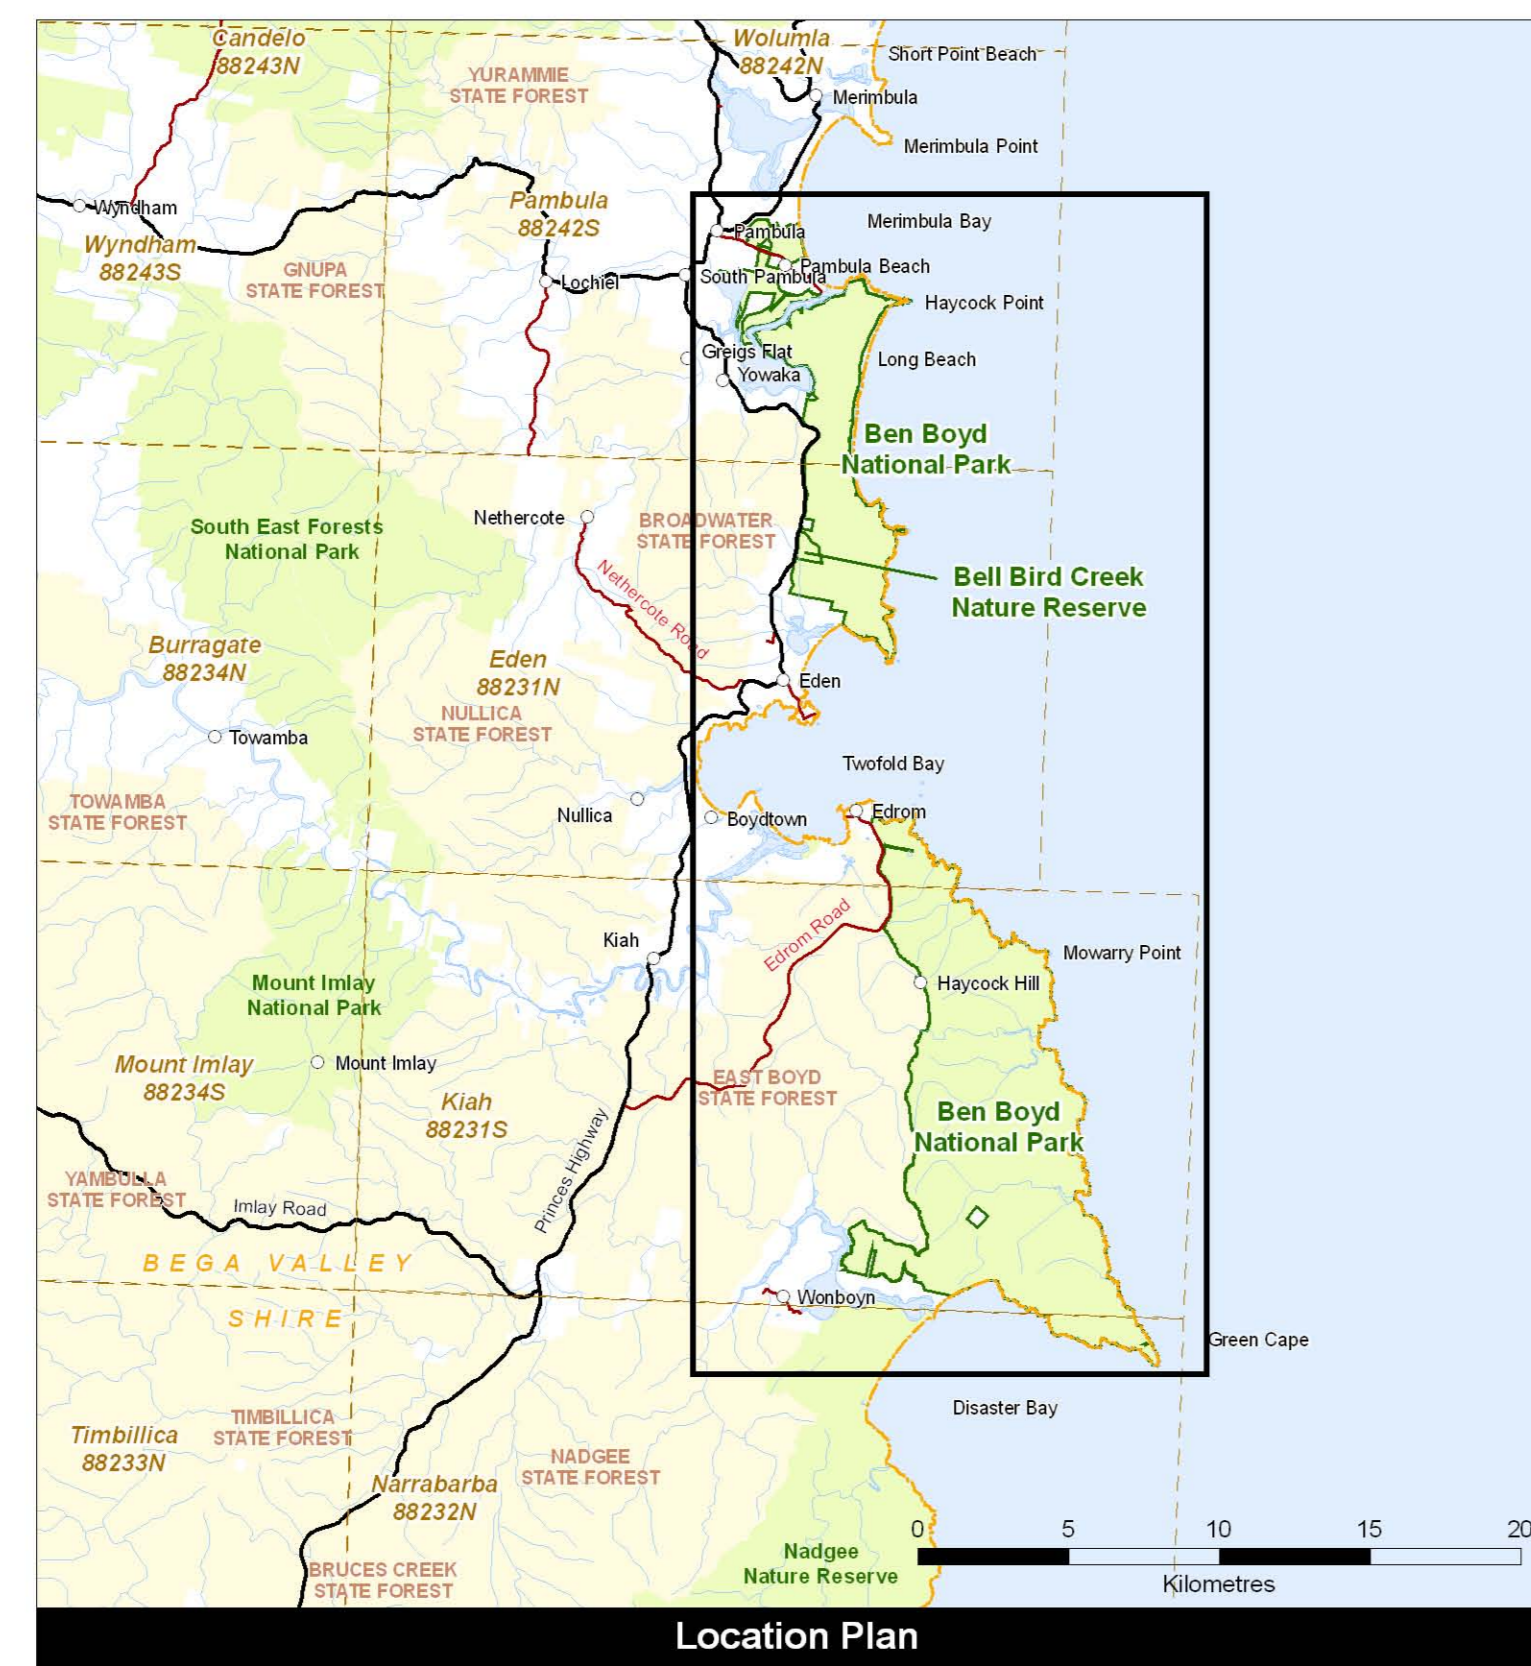 Candelo
88243N
Wolumla
88242N
Short Point Beach
YURAMMIE
STATE FOREST
Merimbula
Merimbula Point
Wyndham
Pambula
88242S
Merimbula Bay
Pambula
Wyndham
88243S
GNUPA
STATE FOREST
Lochiel
South Pambula
Pambula Beach
Haycock Point
Greigs Flat
Long Beach
Yowaka
Ben Boyd
National Park
South East Forests
National Park
Nethercote
BROADWATER
STATE FOREST
Nethercote Road
Bell Bird Creek
Nature Reserve
Burragate
88234N
Eden
88231N
Eden
NULLICA
STATE FOREST
Towamba
Twofold Bay
TOWAMBA
STATE FOREST
Nullica
Boydtown
Edrom
Kiah
Edrom Road
Mowarry Point
Mount Imlay
National Park
Haycock Hill
Mount Imlay
88234S
Mount Imlay
Kiah
88231S
EAST BOYD
STATE FOREST
Ben Boyd
National Park
Princes Highway
YAMBULLA
STATE FOREST
Imlay Road
BEGA VALLEY
SHIRE
Wonboyn
Green Cape
Disaster Bay
Timbillica
88233N
TIMBILLICA
STATE FOREST
Narrabarba
88232N
NADGEE
STATE FOREST
BRUCES CREEK
STATE FOREST
Nadgee
Nature Reserve
0 5 10 15 20
Kilometres
Location Plan